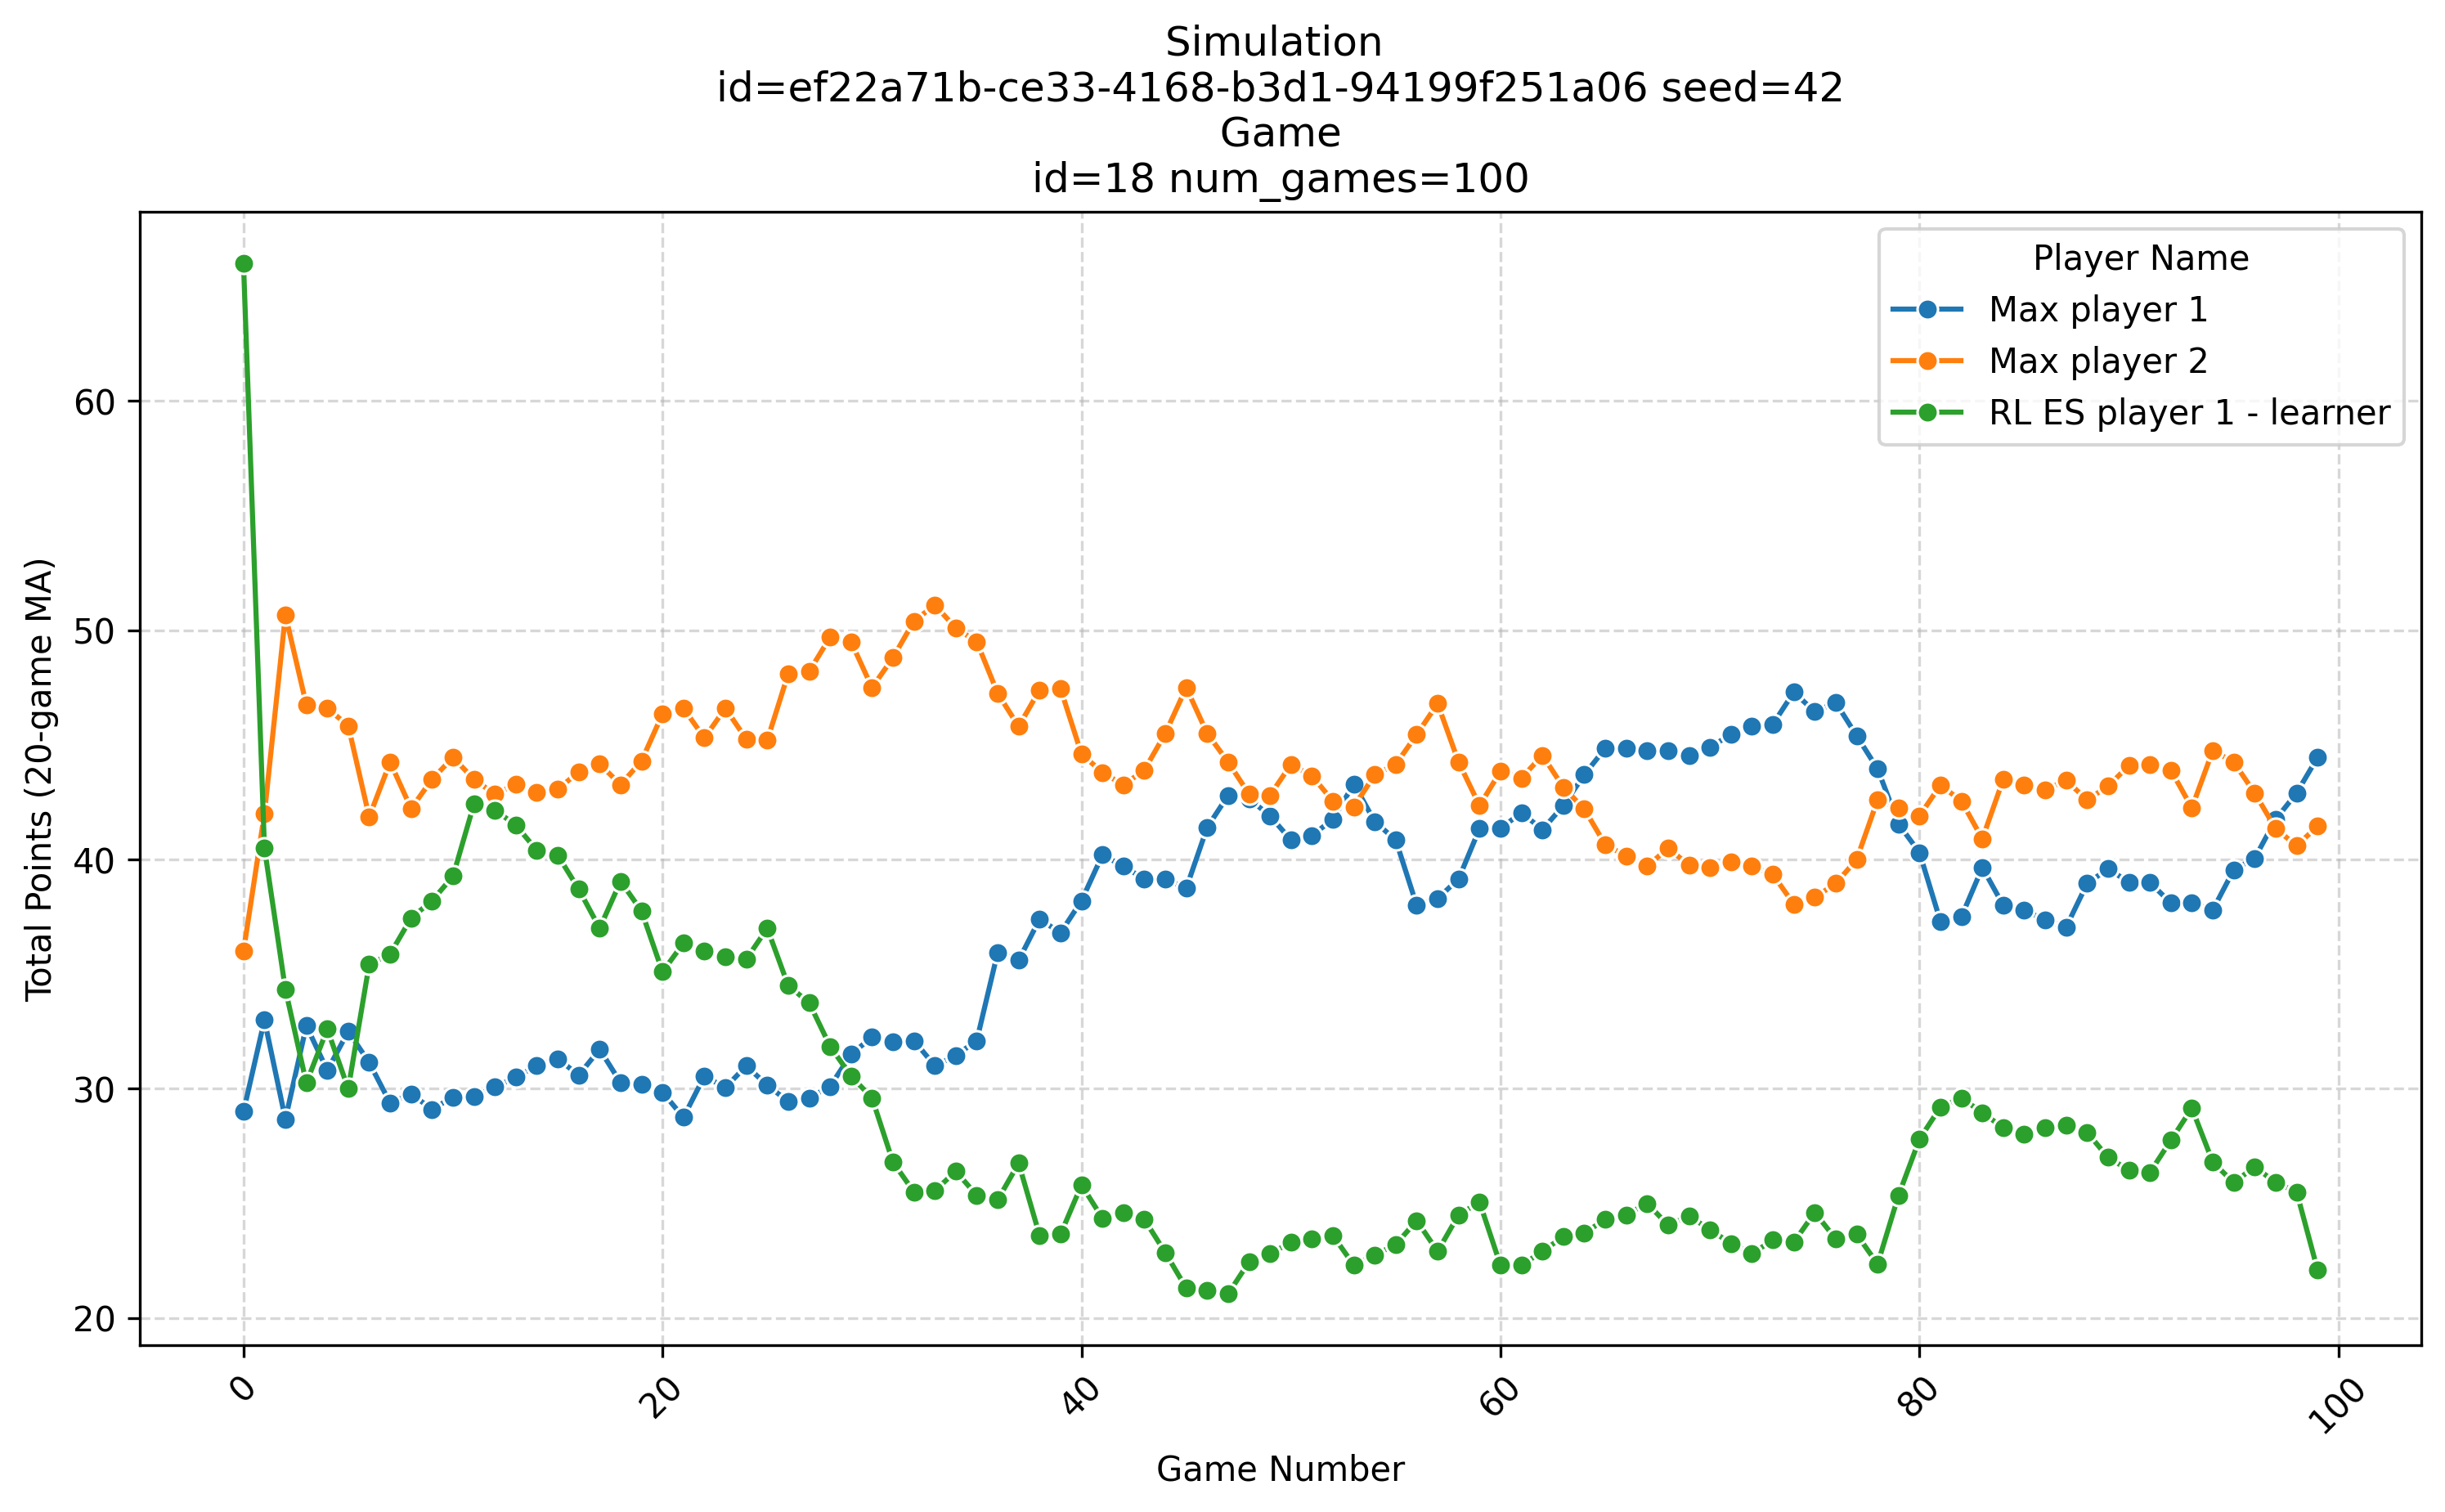 Simulation
id=ef22a71b-ce33-4168-b3d1-94199f251a06 seed=42
Game
id=18 num_games=100
Player Name
Max player 1
Max player 2
RL ES player 1 - learner
Total Points (20-game MA)
60
50
40
30
20
0
20
40
60
80
100
Game Number